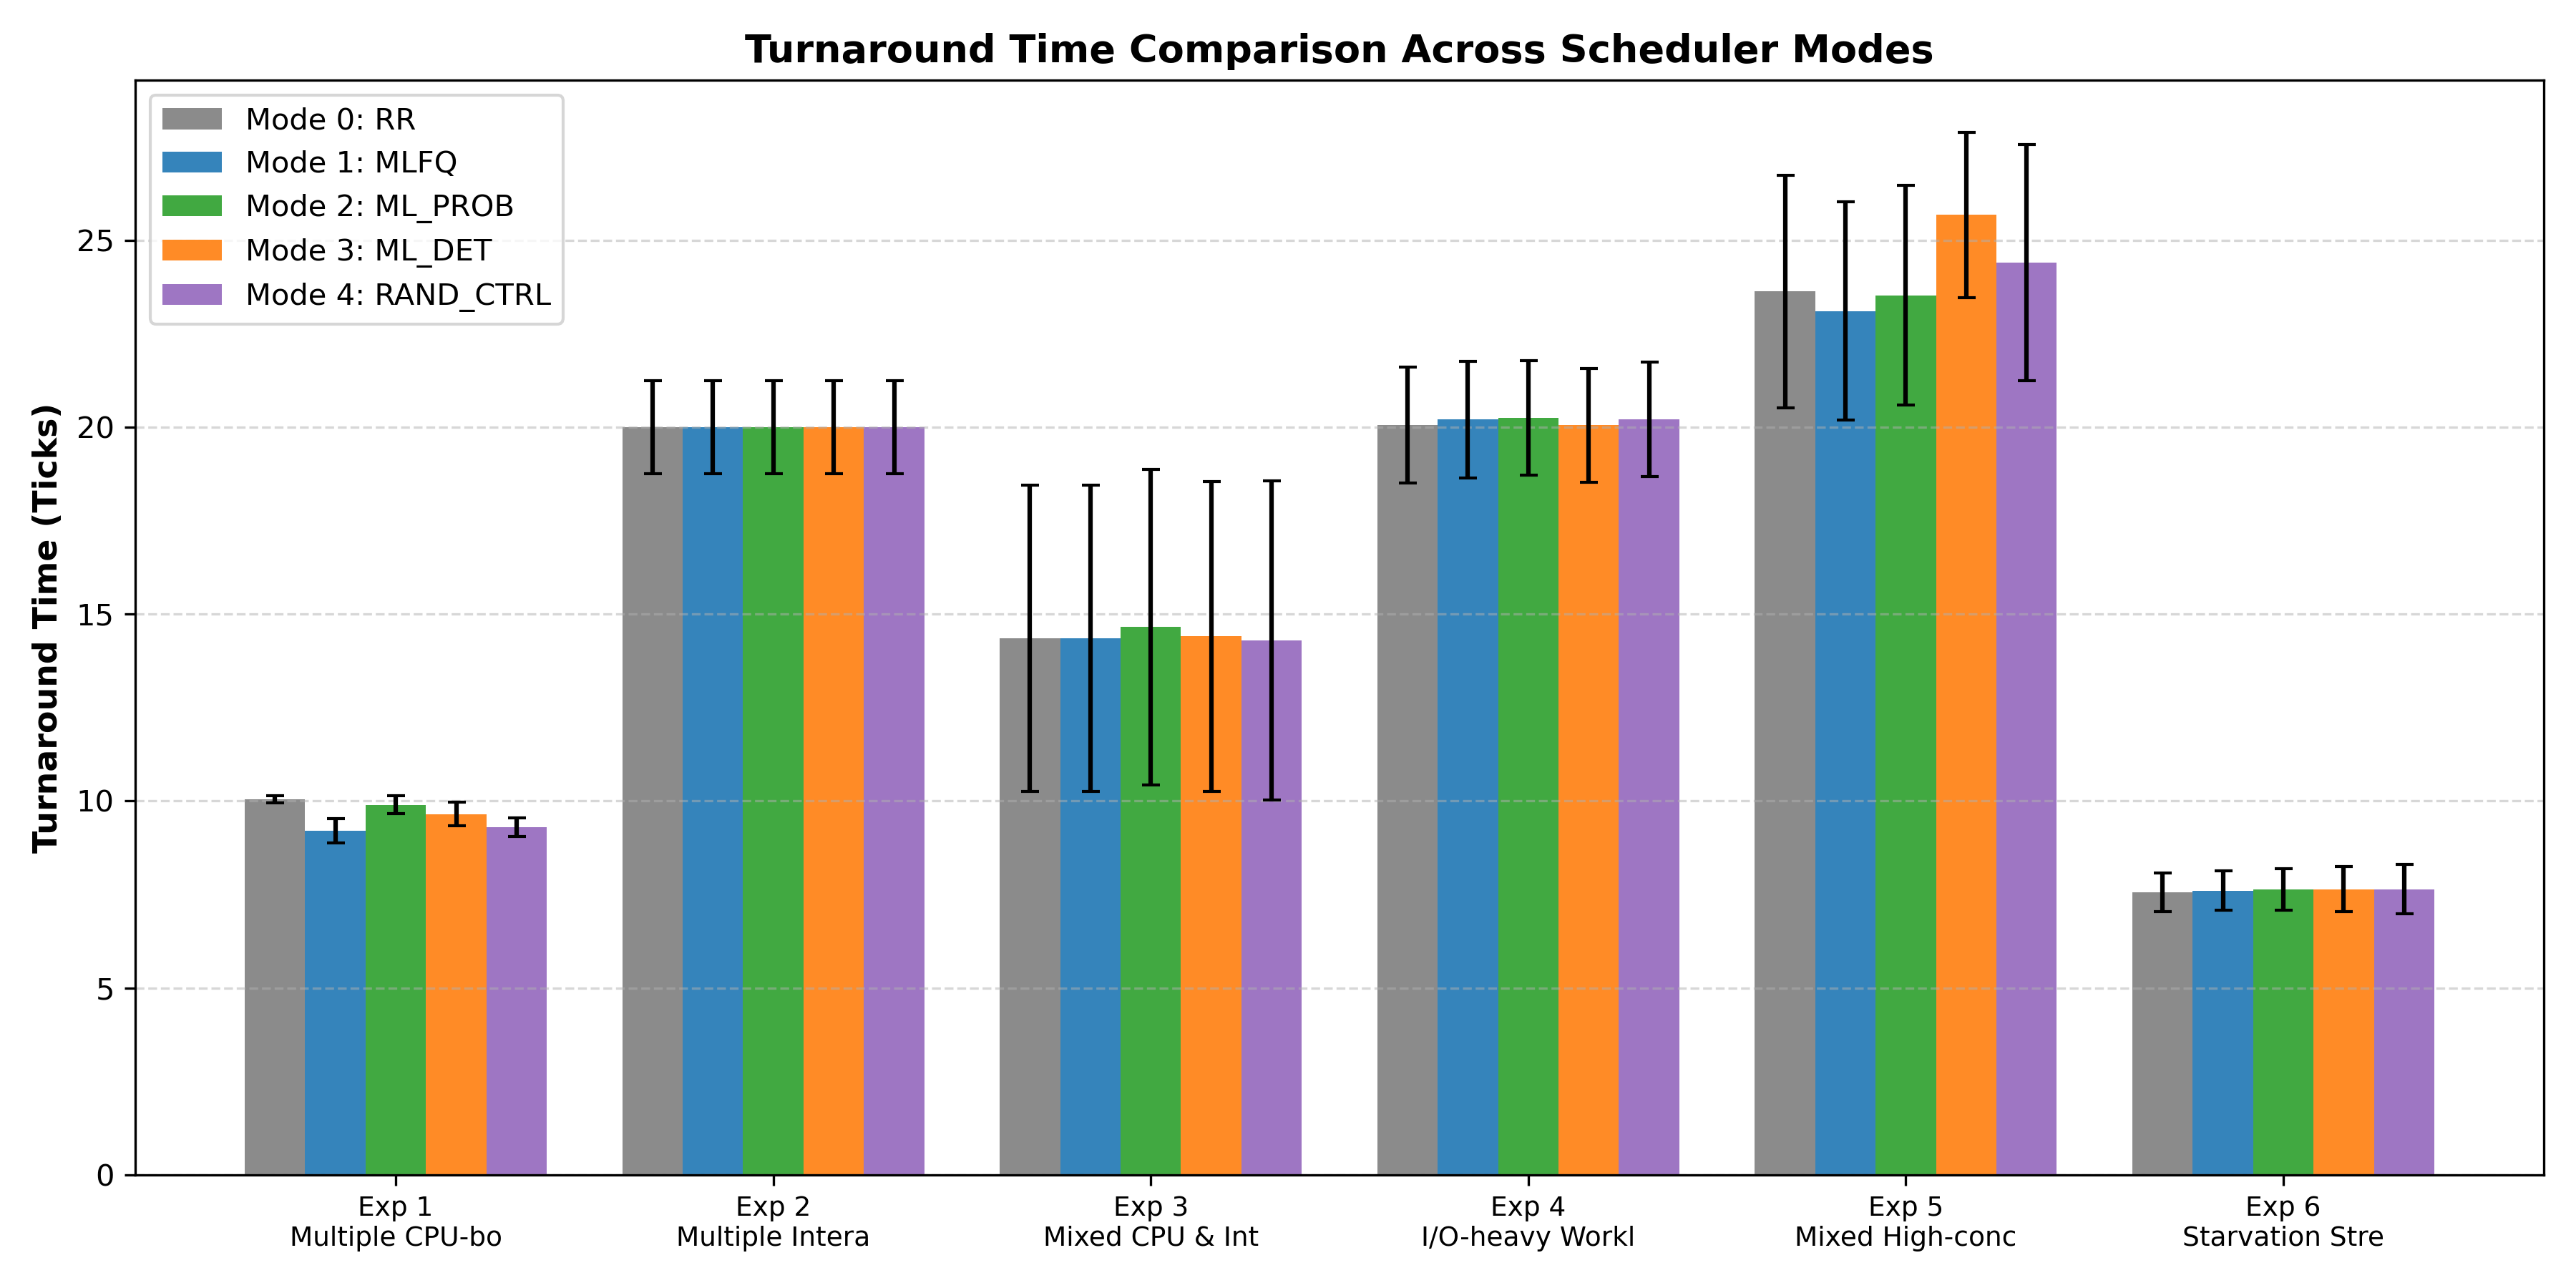 Turnaround Time Comparison Across Scheduler Modes
Mode 0: RR
Mode 1: MLFQ
Mode 2: ML_PROB
Mode 3: ML_DET
Mode 4: RAND_CTRL
Turnaround Time (Ticks)
25
20
15
10
5
0
Exp 1
Multiple CPU-bo
Exp 2
Multiple Intera
Exp 3
Mixed CPU & Int
Exp 4
I/O-heavy Workl
Exp 5
Mixed High-conc
Exp 6
Starvation Stre